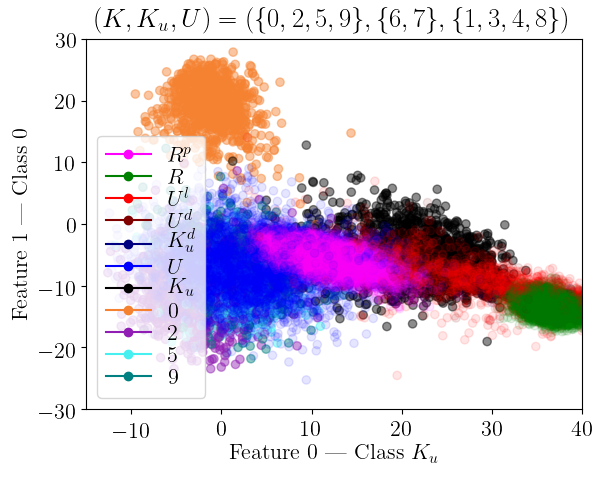 (K, K_u, U) = ({0, 2, 5, 9}, {6, 7}, {1, 3, 4, 8})
Feature 1 — Class 0
30
20
10
0
−10
−20
−30
R^p
R
U^l
U^d
K_u^d
U
K_u
0
2
5
9
−10
0
10
20
30
40
Feature 0 — Class K_u